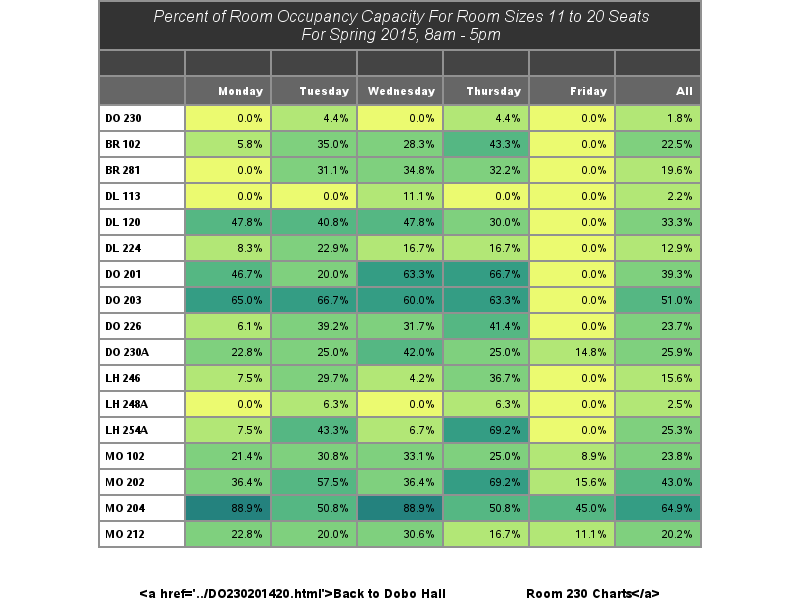 Percent of Room Occupancy Capacity For Room Sizes 11 to 20 Seats
For Spring 2015, 8am - 5pm
Monday Tuesday Wednesday Thursday Friday All
DO 230 0.0% 4.4% 0.0% 4.4% 0.0% 1.8%
BR 102 5.8% 35.0% 28.3% 43.3% 0.0% 22.5%
BR 281 0.0% 31.1% 34.8% 32.2% 0.0% 19.6%
DL 113 0.0% 0.0% 11.1% 0.0% 0.0% 2.2%
DL 120 47.8% 40.8% 47.8% 30.0% 0.0% 33.3%
DL 224 8.3% 22.9% 16.7% 16.7% 0.0% 12.9%
DO 201 46.7% 20.0% 63.3% 66.7% 0.0% 39.3%
DO 203 65.0% 66.7% 60.0% 63.3% 0.0% 51.0%
DO 226 6.1% 39.2% 31.7% 41.4% 0.0% 23.7%
DO 230A 22.8% 25.0% 42.0% 25.0% 14.8% 25.9%
LH 246 7.5% 29.7% 4.2% 36.7% 0.0% 15.6%
LH 248A 0.0% 6.3% 0.0% 6.3% 0.0% 2.5%
LH 254A 7.5% 43.3% 6.7% 69.2% 0.0% 25.3%
MO 102 21.4% 30.8% 33.1% 25.0% 8.9% 23.8%
MO 202 36.4% 57.5% 36.4% 69.2% 15.6% 43.0%
MO 204 88.9% 50.8% 88.9% 50.8% 45.0% 64.9%
MO 212 22.8% 20.0% 30.6% 16.7% 11.1% 20.2%
<a href='../DO230201420.html'>Back to Dobo Hall Room 230 Charts</a>